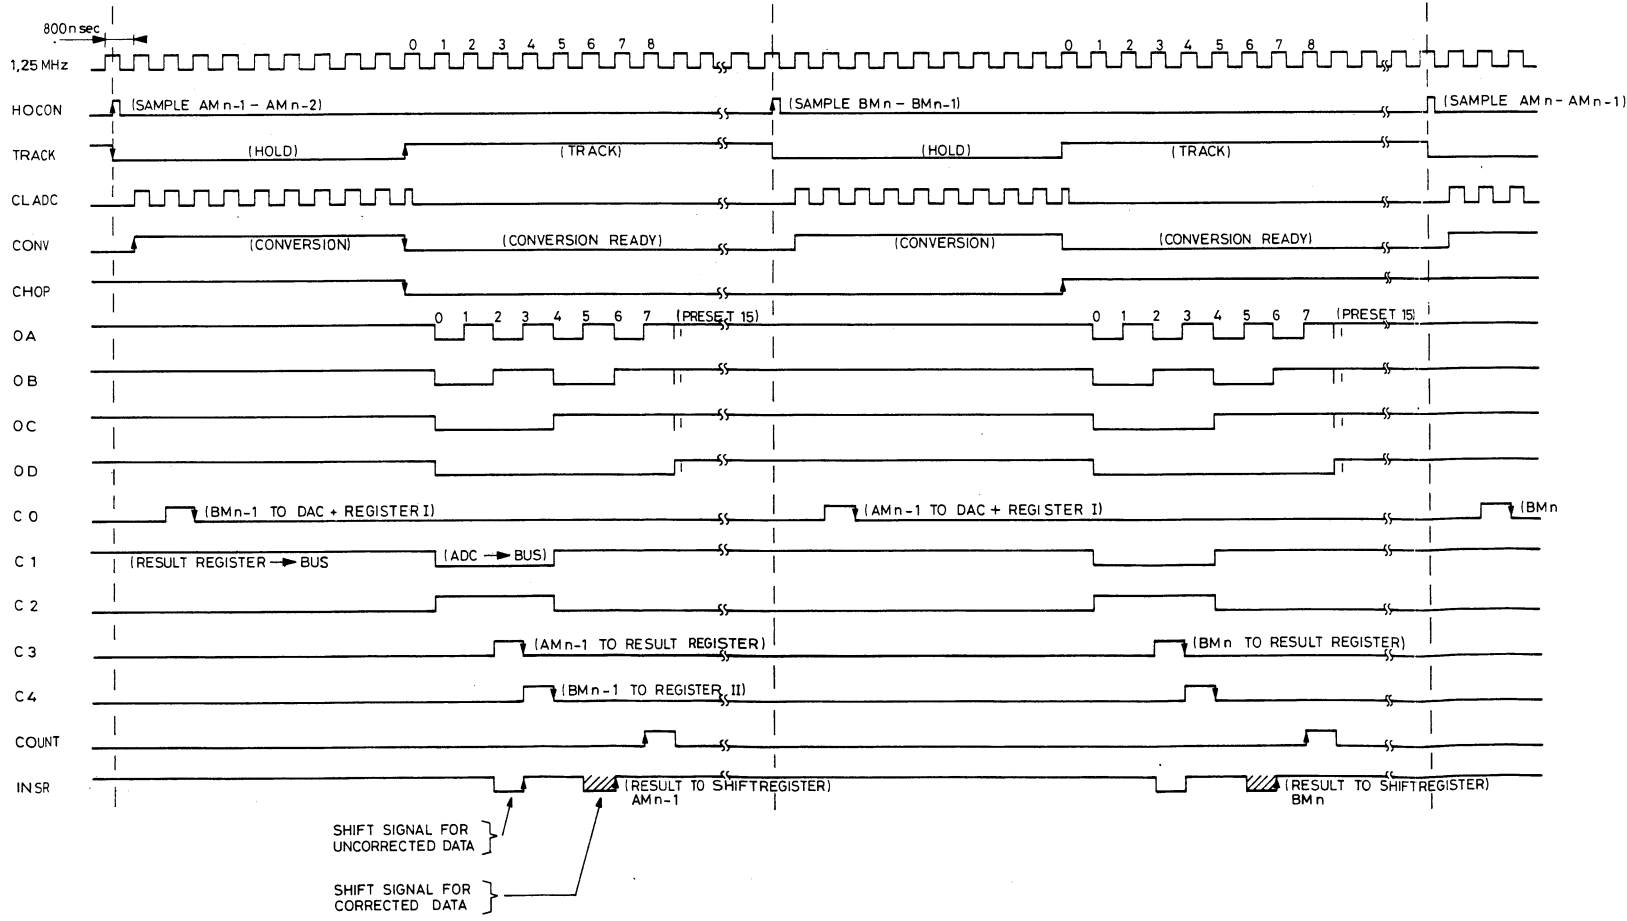 800nsec
0 1 2 3 4 5 6 7 8 0 1 2 3 4 5 6 7 8
1,25 MHz
HOCON (SAMPLE AMn-1 - AMn-2) (SAMPLE BMn - BMn-1) (SAMPLE AMn - AMn-1)
TRACK (HOLD) (TRACK) (HOLD) (TRACK)
CLADC
CONV (CONVERSION) (CONVERSION READY) (CONVERSION) (CONVERSION READY)
CHOP
0 1 2 3 4 5 6 7 (PRESET 15) 0 1 2 3 4 5 6 7 (PRESET 15)
OA
OB
OC
OD
C0 (BMn-1 TO DAC + REGISTER I) (AMn-1 TO DAC + REGISTER I) (BMn
C1 (RESULT REGISTER → BUS (ADC → BUS)
C2
C3 (AMn-1 TO RESULT REGISTER) (BMn TO RESULT REGISTER)
C4 (BMn-1 TO REGISTER II)
COUNT
INSR (RESULT TO SHIFTREGISTER) (RESULT TO SHIFTREGISTER)
AMn-1 BMn
SHIFT SIGNAL FOR
UNCORRECTED DATA
SHIFT SIGNAL FOR
CORRECTED DATA